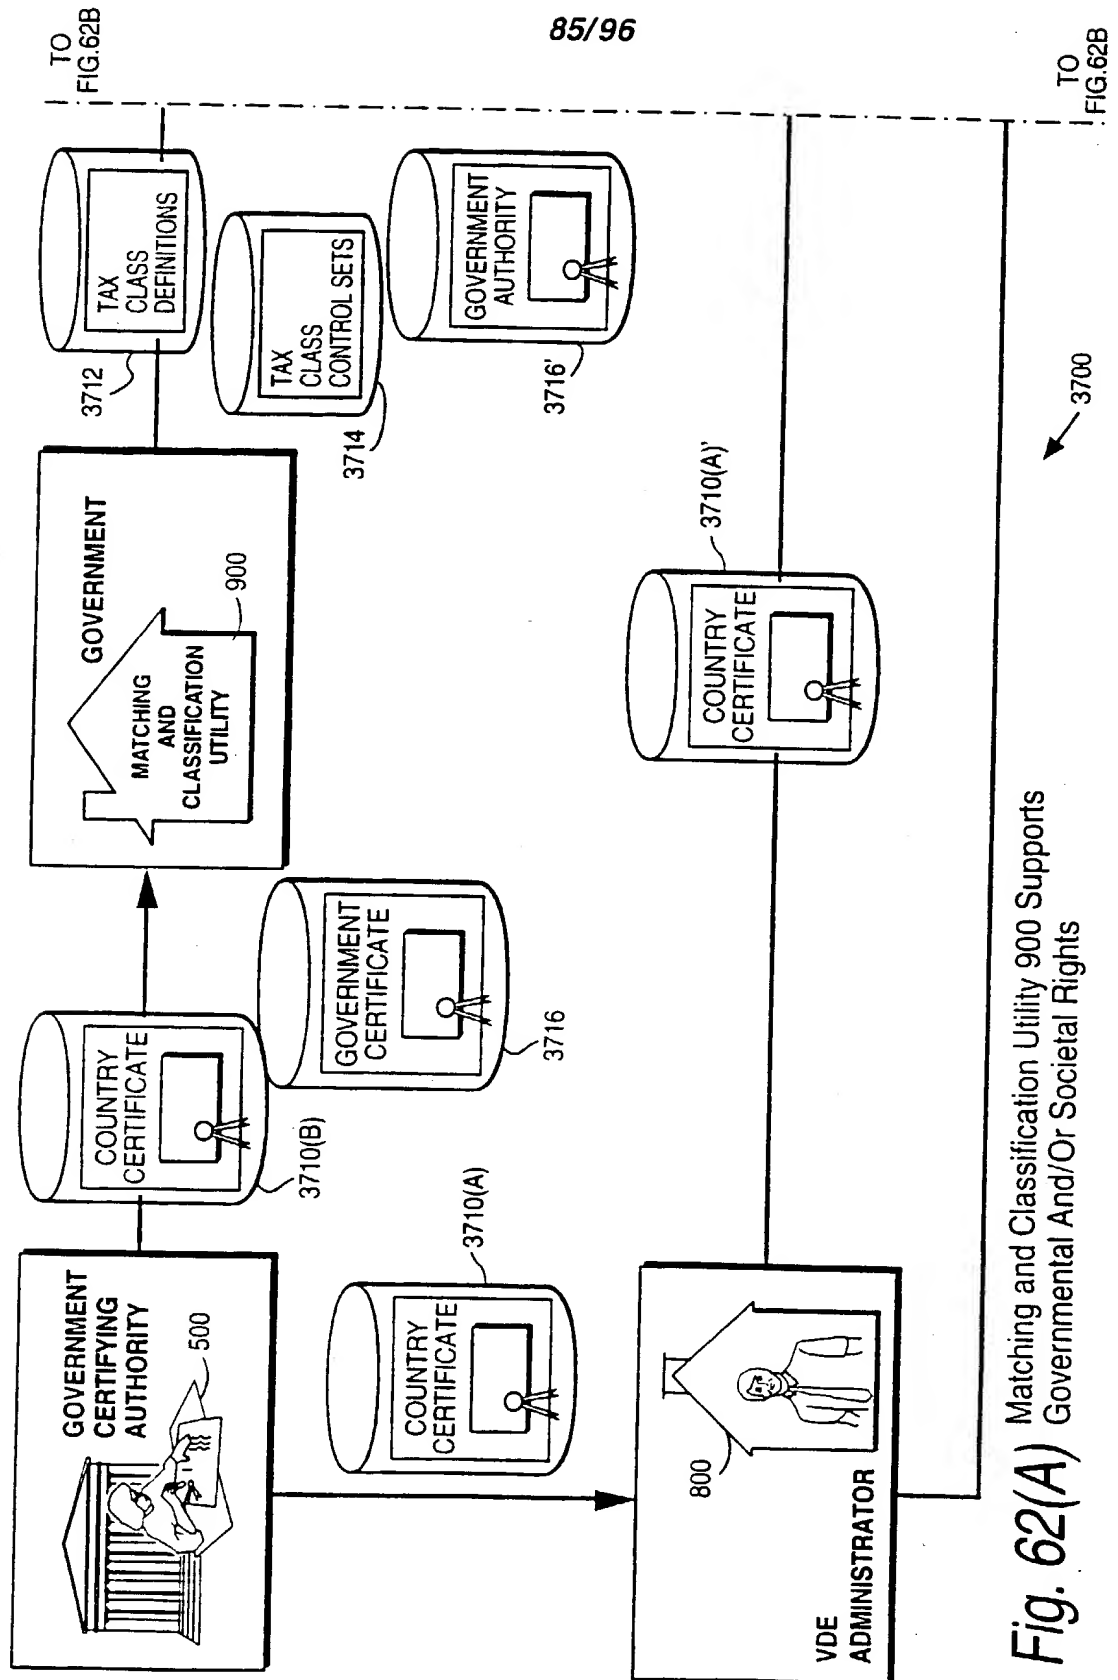 85/96
GOVERNMENT
CERTIFYING
AUTHORITY
500
COUNTRY
CERTIFICATE
3710(B)
GOVERNMENT
CERTIFICATE
3716
GOVERNMENT
MATCHING
AND
CLASSIFICATION
UTILITY
900
TAX
CLASS
DEFINITIONS
3712
TAX
CLASS
CONTROL SETS
3714
GOVERNMENT
AUTHORITY
3716'
TO
FIG.62B
COUNTRY
CERTIFICATE
3710(A)
COUNTRY
CERTIFICATE
3710(A)'
VDE
ADMINISTRATOR
800
3700
TO
FIG.62B
Fig. 62(A) Matching and Classification Utility 900 Supports
Governmental And/Or Societal Rights